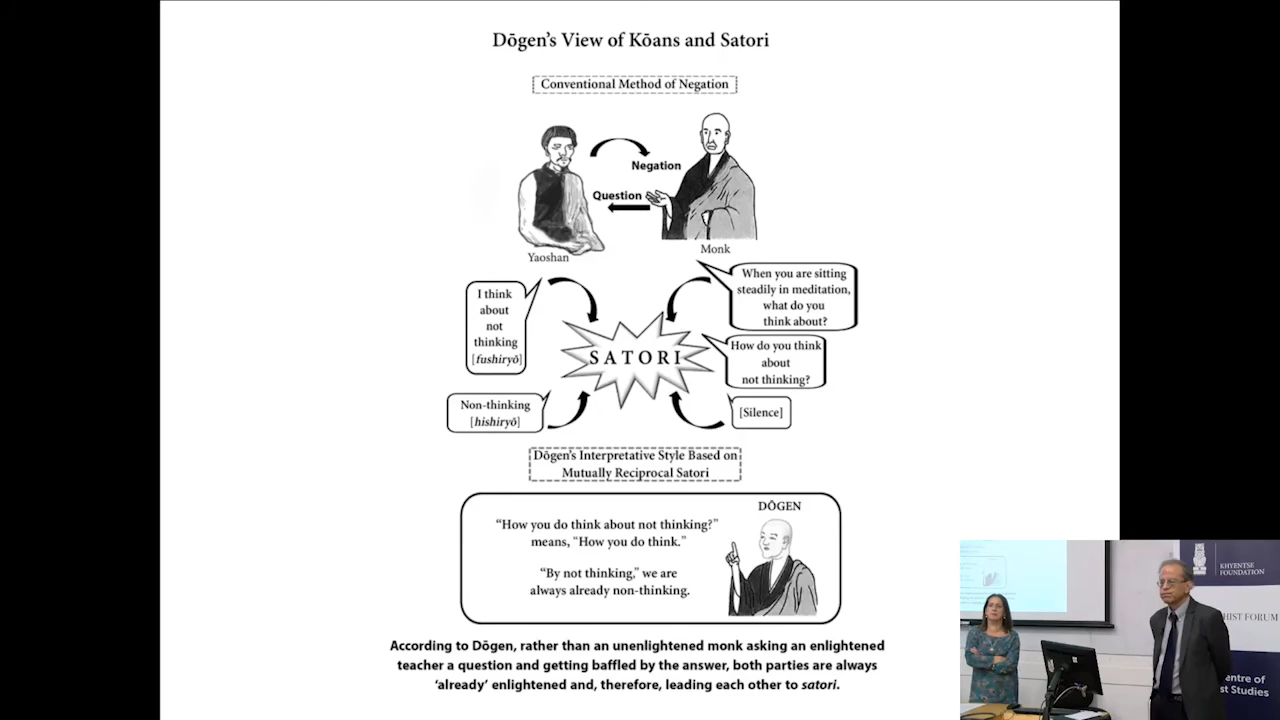 Dōgen's View of Kōans and Satori
Conventional Method of Negation
Negation
Question
Yaoshan
Monk
I think
about
not
thinking
[fushiryō]
When you are sitting
steadily in meditation,
what do you
think about?
SATORI
How do you think
about
not thinking?
Non-thinking
[hishiryō]
[Silence]
Dōgen's Interpretative Style Based on
Mutually Reciprocal Satori
DŌGEN
“How you do think about not thinking?”
means, “How you do think.”
“By not thinking,” we are
always already non-thinking.
According to Dōgen, rather than an unenlightened monk asking an enlightened
teacher a question and getting baffled by the answer, both parties are always
‘already’ enlightened and, therefore, leading each other to satori.
KHYENTSE
FOUNDATION
HIST FORUM
entre of
st Studies